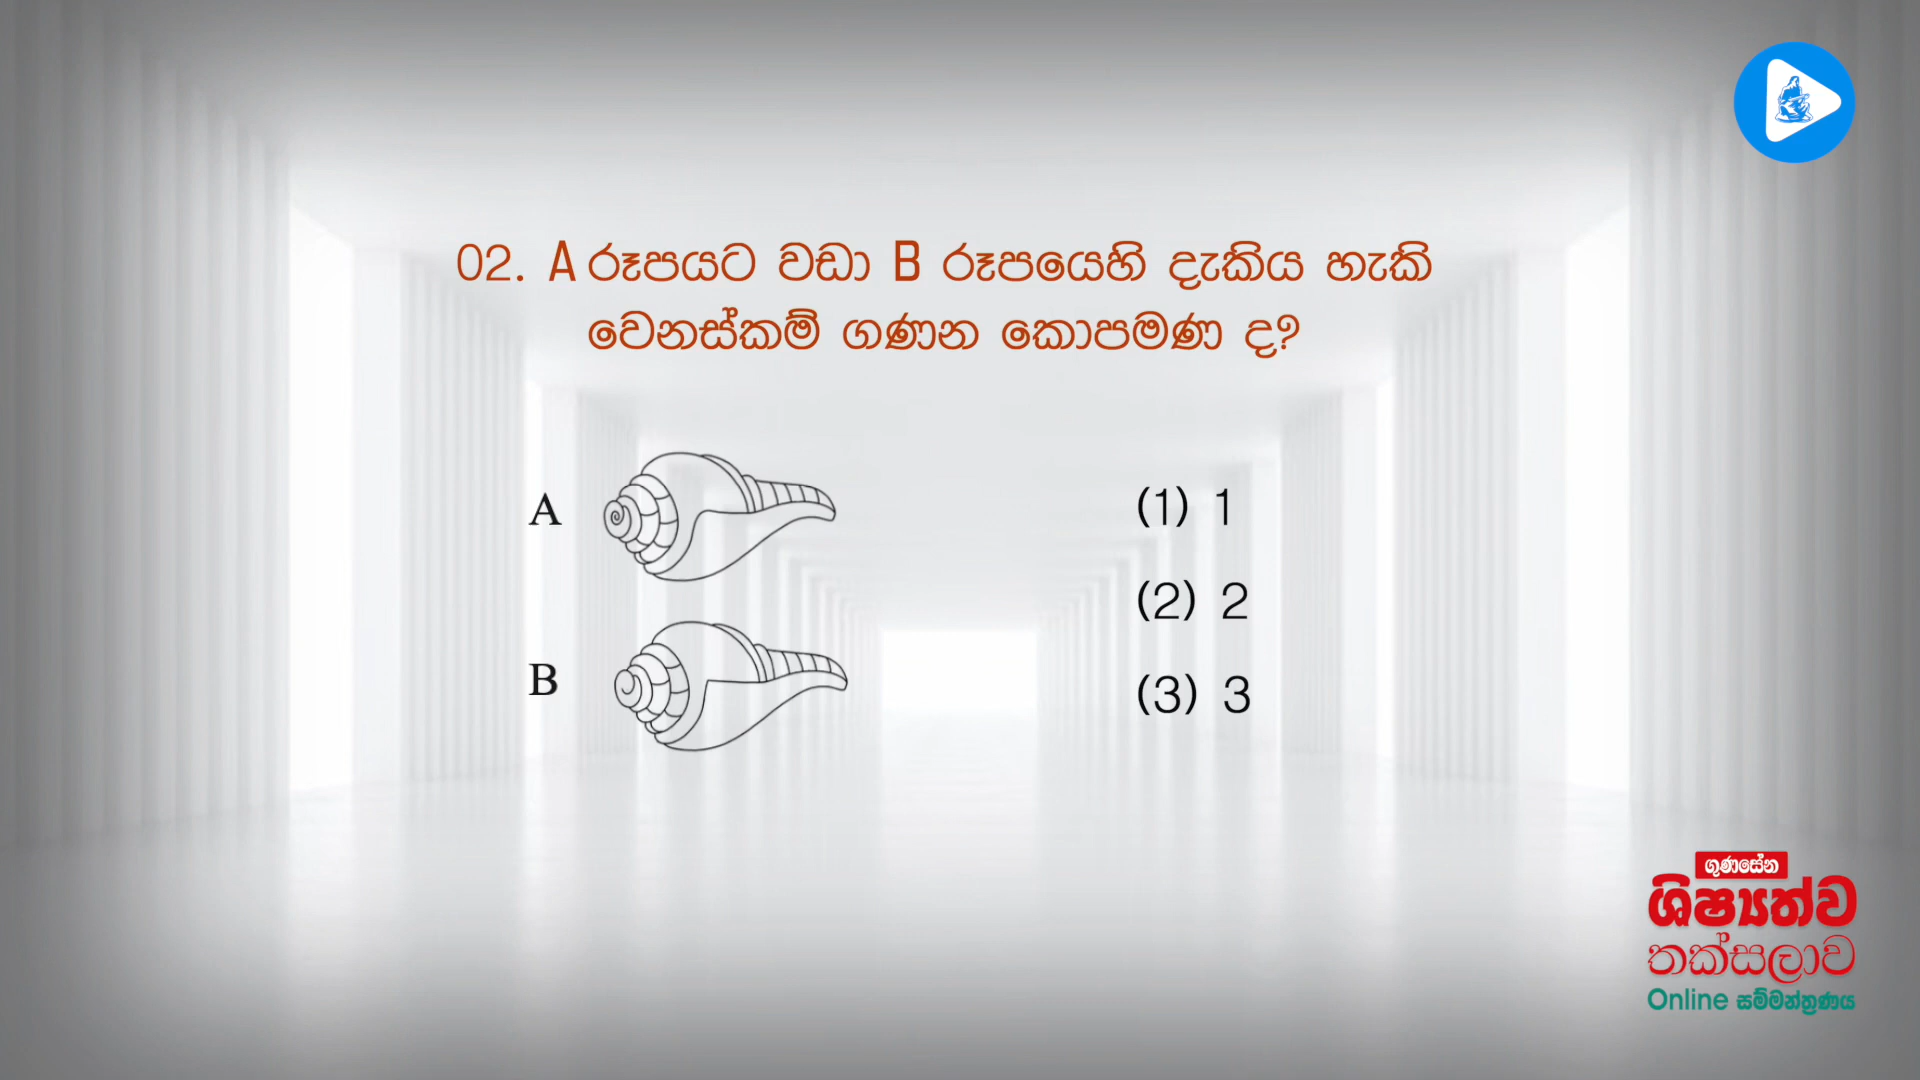 02. A රූපයට වඩා B රූපයෙහි දැකිය හැකි
වෙනස්කම් ගණන කොපමණ ද?
A
(1) 1
(2) 2
B
(3) 3
ගුණසේන
ශිෂ්‍යත්ව
තක්සලාව
Online සම්මන්ත්‍රණය